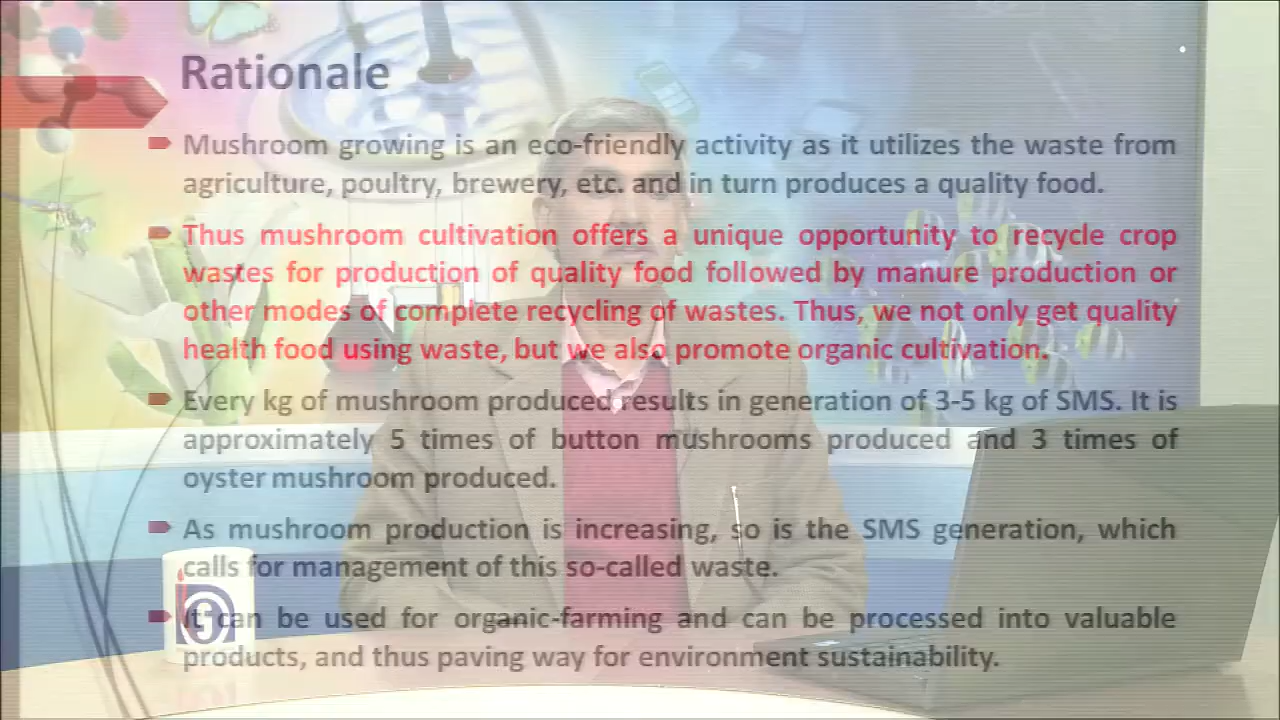 Rationale
Mushroom growing is an eco-friendly activity as it utilizes the waste from
agriculture, poultry, brewery, etc. and in turn produces a quality food.
Thus mushroom cultivation offers a unique opportunity to recycle crop
wastes for production of quality food followed by manure production or
other modes of complete recycling of wastes. Thus, we not only get quality
health food using waste, but we also promote organic cultivation.
Every kg of mushroom produced results in generation of 3-5 kg of SMS. It is
approximately 5 times of button mushrooms produced and 3 times of
oyster mushroom produced.
As mushroom production is increasing, so is the SMS generation, which
calls for management of this so-called waste.
It can be used for organic-farming and can be processed into valuable
products, and thus paving way for environment sustainability.